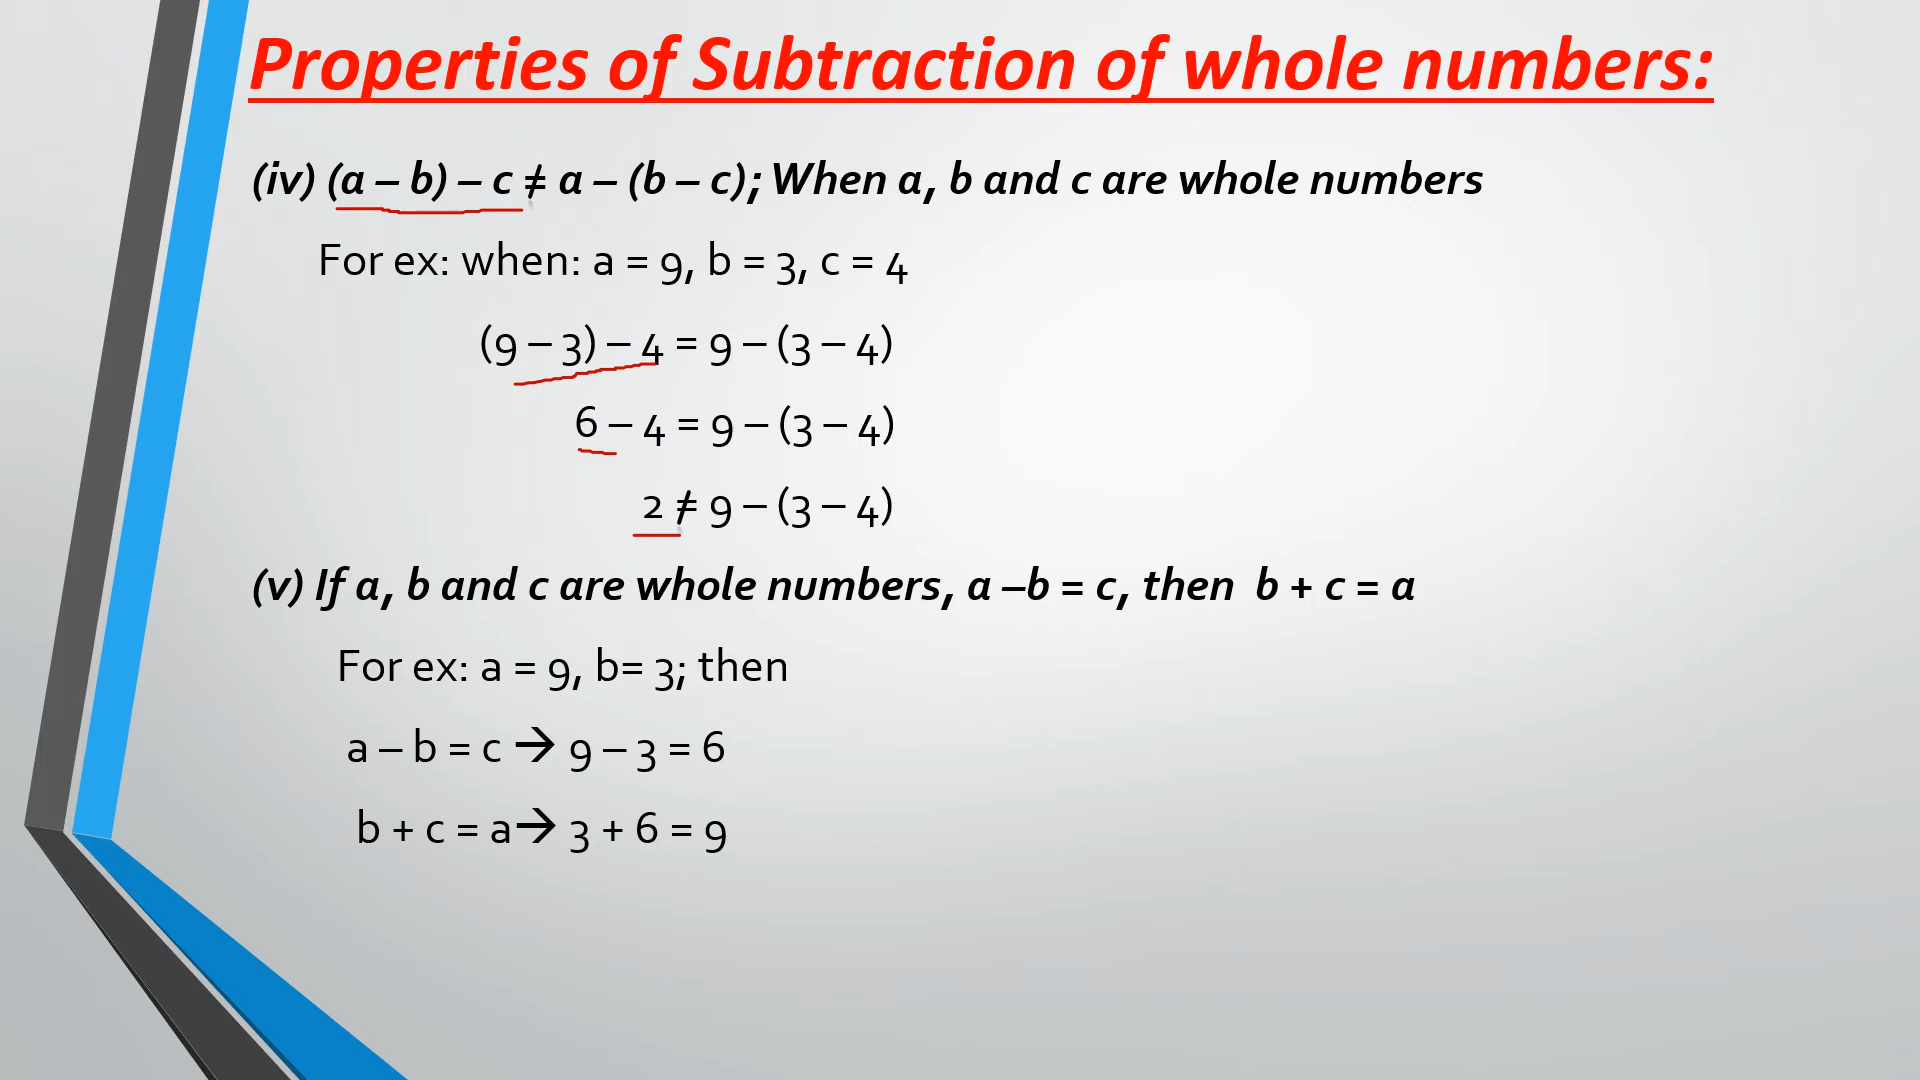 Properties of Subtraction of whole numbers:
(iv) (a – b) – c ≠ a – (b – c); When a, b and c are whole numbers
For ex: when: a = 9, b = 3, c = 4
(9 – 3) – 4 = 9 – (3 – 4)
6 – 4 = 9 – (3 – 4)
2 ≠ 9 – (3 – 4)
(v) If a, b and c are whole numbers, a –b = c, then b + c = a
For ex: a = 9, b= 3; then
a – b = c → 9 – 3 = 6
b + c = a→ 3 + 6 = 9